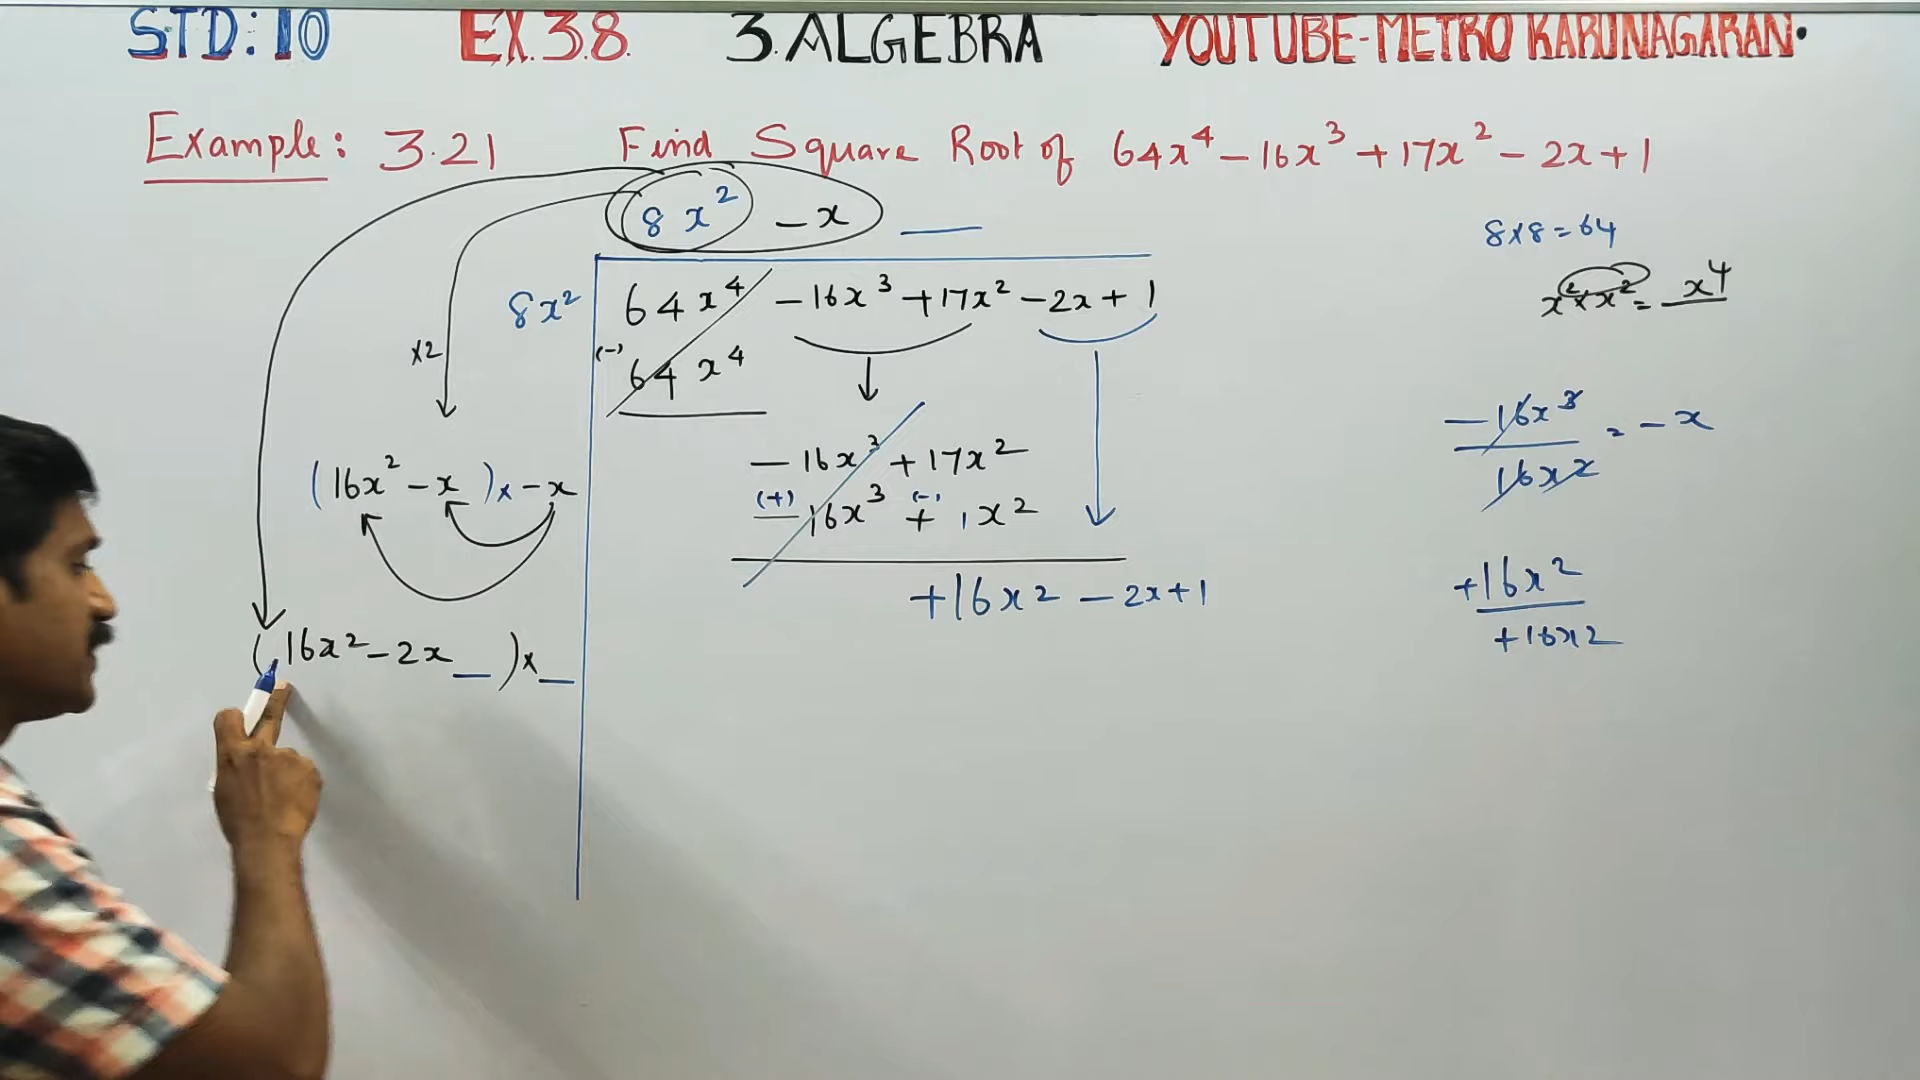 STD:10 EX.3.8. 3.ALGEBRA YOUTUBE-METRO KARUNAGARAN.
Example: 3.21 Find Square Root of 64x⁴ - 16x³ + 17x² - 2x + 1
8x² - x __
8x² 64x⁴ - 16x³ + 17x² - 2x + 1
(-) 64x⁴
×2
- 16x³ + 17x²
(16x² - x) × - x
(+) (-)
- 16x³ + 1x²
+16x² - 2x + 1
(16x² - 2x __) × __
8×8=64
x² × x² = x⁴
- 16x³ / 16x² = - x
+16x² / +16x2